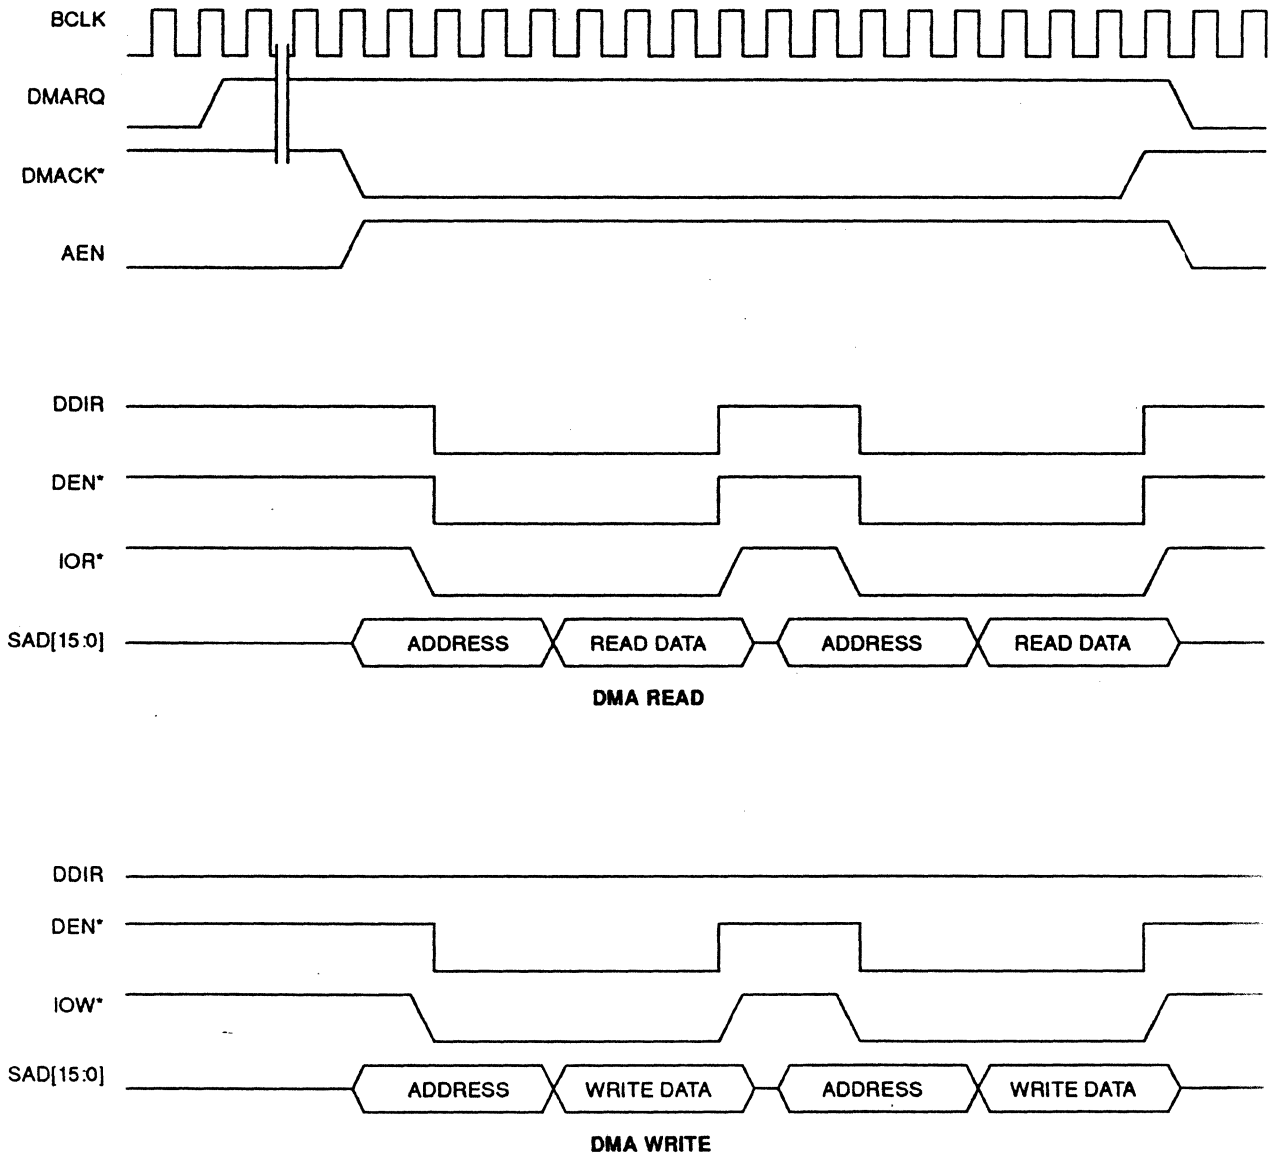 BCLK
DMARQ
DMACK*
AEN
DDIR
DEN*
IOR*
SAD[15:0] ADDRESS READ DATA ADDRESS READ DATA
DMA READ
DDIR
DEN*
IOW*
SAD[15:0] ADDRESS WRITE DATA ADDRESS WRITE DATA
DMA WRITE